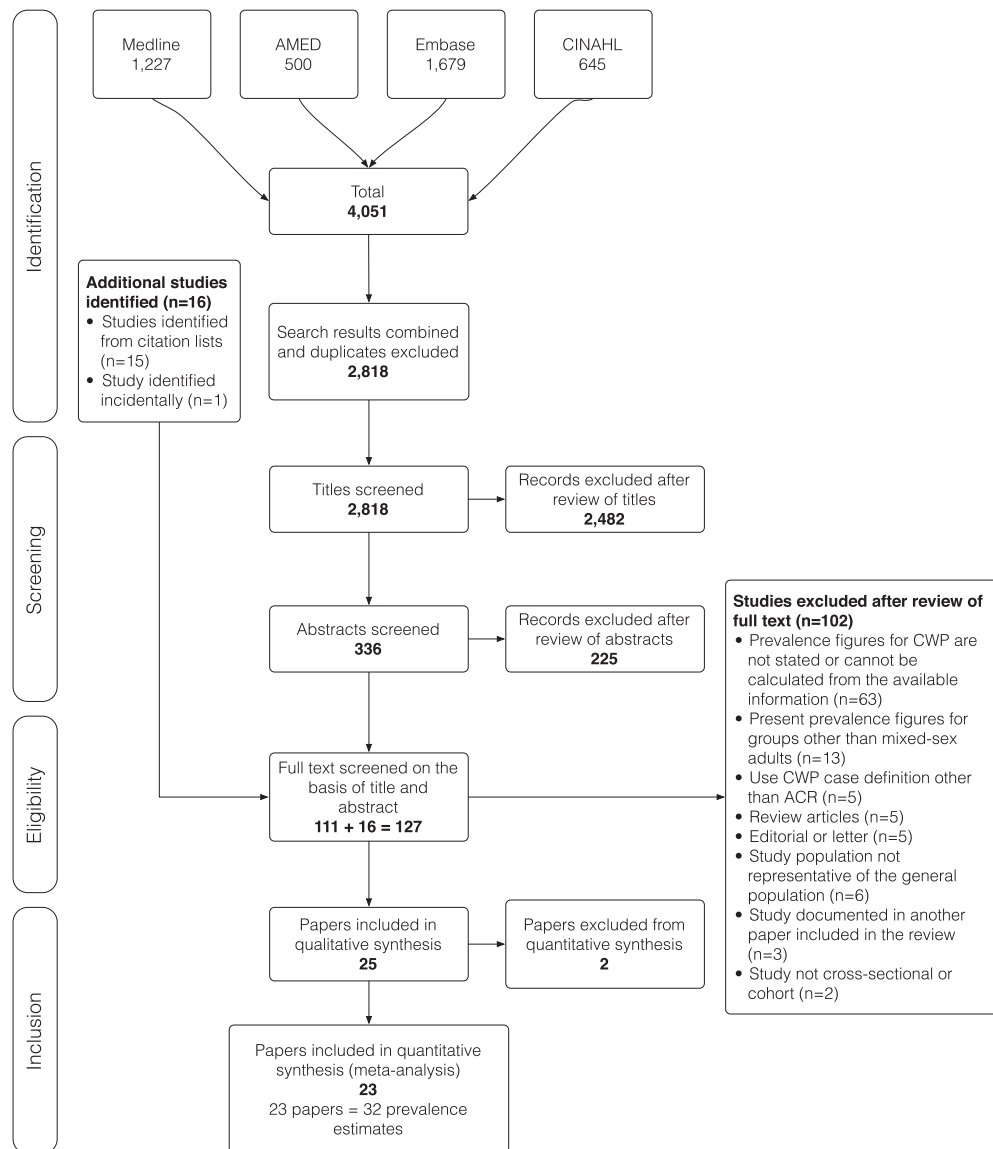 Medline
1,227
AMED
500
Embase
1,679
CINAHL
645
Identification
Total
4,051
Additional studies
identified (n=16)
• Studies identified
from citation lists
(n=15)
• Study identified
incidentally (n=1)
Search results combined
and duplicates excluded
2,818
Screening
Titles screened
2,818
Records excluded after
review of titles
2,482
Abstracts screened
336
Records excluded after
review of abstracts
225
Studies excluded after review of
full text (n=102)
• Prevalence figures for CWP are
not stated or cannot be
calculated from the available
information (n=63)
• Present prevalence figures for
groups other than mixed-sex
adults (n=13)
• Use CWP case definition other
than ACR (n=5)
• Review articles (n=5)
• Editorial or letter (n=5)
• Study population not
representative of the general
population (n=6)
• Study documented in another
paper included in the review
(n=3)
• Study not cross-sectional or
cohort (n=2)
Eligibility
Full text screened on the
basis of title and
abstract
111 + 16 = 127
Inclusion
Papers included in
qualitative synthesis
25
Papers excluded from
quantitative synthesis
2
Papers included in quantitative
synthesis (meta-analysis)
23
23 papers = 32 prevalence
estimates